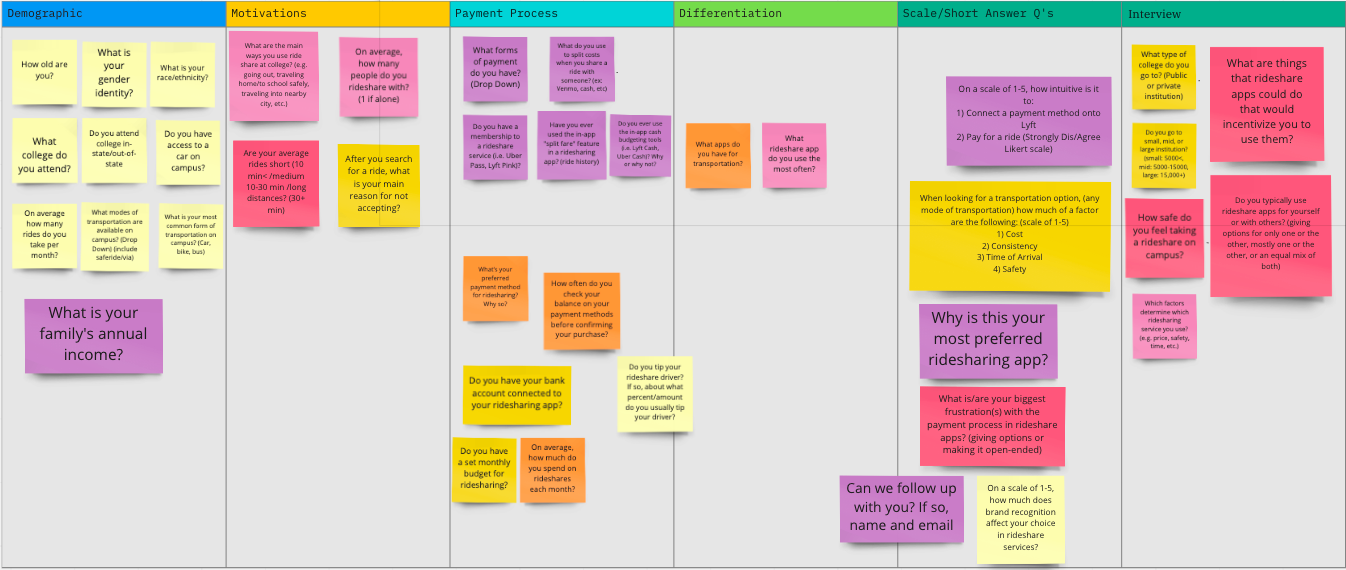 Demographic
How old are
you?
What is
your
gender
identity?
What is your
race/ethnicity?
What
college do
you attend?
Do you attend
college in-
state/out-of-
state
Do you have
access to a
car on
campus?
On average
how many
rides do you
take per
month?
What modes of
transportation are
available on
campus? (Drop
Down) (include
saferide/via)
What is your most
common form of
transportation on
campus? (Car,
bike, bus)
What is your
family's annual
income?
Motivations
What are the main
ways you use ride
share at college? (e.g.
going out, traveling
home/to school safely,
traveling into nearby
city, etc.)
On average,
how many
people do you
rideshare with?
(1 if alone)
Are your average
rides short (10
min< /medium
10-30 min /long
distances? (30+
min)
After you search
for a ride, what
is your main
reason for not
accepting?
Payment Process
What forms
of payment
do you have?
(Drop Down)
What do you use
to split costs
when you share a
ride with
someone? (ex:
Venmo, cash, etc)
Do you have a
membership to
a rideshare
service (i.e. Uber
Pass, Lyft Pink)?
Have you ever
used the in-app
"split fare" feature
in a ridesharing
app? (ride history)
Do you ever use
the in-app cash
budgeting tools
(i.e. Lyft Cash,
Uber Cash)? Why
or why not?
What's your
preferred
payment method
for ridesharing?
Why so?
How often do you
check your
balance on your
payment methods
before confirming
your purchase?
Do you have your bank
account connected to
your ridesharing app?
Do you tip your
rideshare driver?
If so, about what
percent/amount
do you usually tip
your driver?
Do you have
a set monthly
budget for
ridesharing?
On average,
how much do
you spend on
rideshares
each month?
Differentiation
What apps do
you have for
transportation?
What
rideshare app
do you use the
most often?
Scale/Short Answer Q's
On a scale of 1-5, how intuitive is it
to:
1) Connect a payment method onto
Lyft
2) Pay for a ride (Strongly Dis/Agree
Likert scale)
When looking for a transportation option, (any
mode of transportation) how much of a factor
are the following: (scale of 1-5)
1) Cost
2) Consistency
3) Time of Arrival
4) Safety
Why is this your
most preferred
ridesharing app?
What is/are your biggest
frustration(s) with the
payment process in rideshare
apps? (giving options or
making it open-ended)
Can we follow up
with you? If so,
name and email
On a scale of 1-5,
how much does
brand recognition
affect your choice
in rideshare
services?
Interview
What type of
college do you
go to? (Public
or private
institution)
What are things
that rideshare
apps could do
that would
incentivize you to
use them?
Do you go to
small, mid, or
large institution?
(small: 5000<,
mid: 5000-15000,
large: 15,000+)
How safe do
you feel taking
a rideshare on
campus?
Do you typically use
rideshare apps for yourself
or with others? (giving
options for only one or the
other, mostly one or the
other, or an equal mix of
both)
Which factors
determine which
ridesharing
service you use?
(e.g. price, safety,
time, etc.)